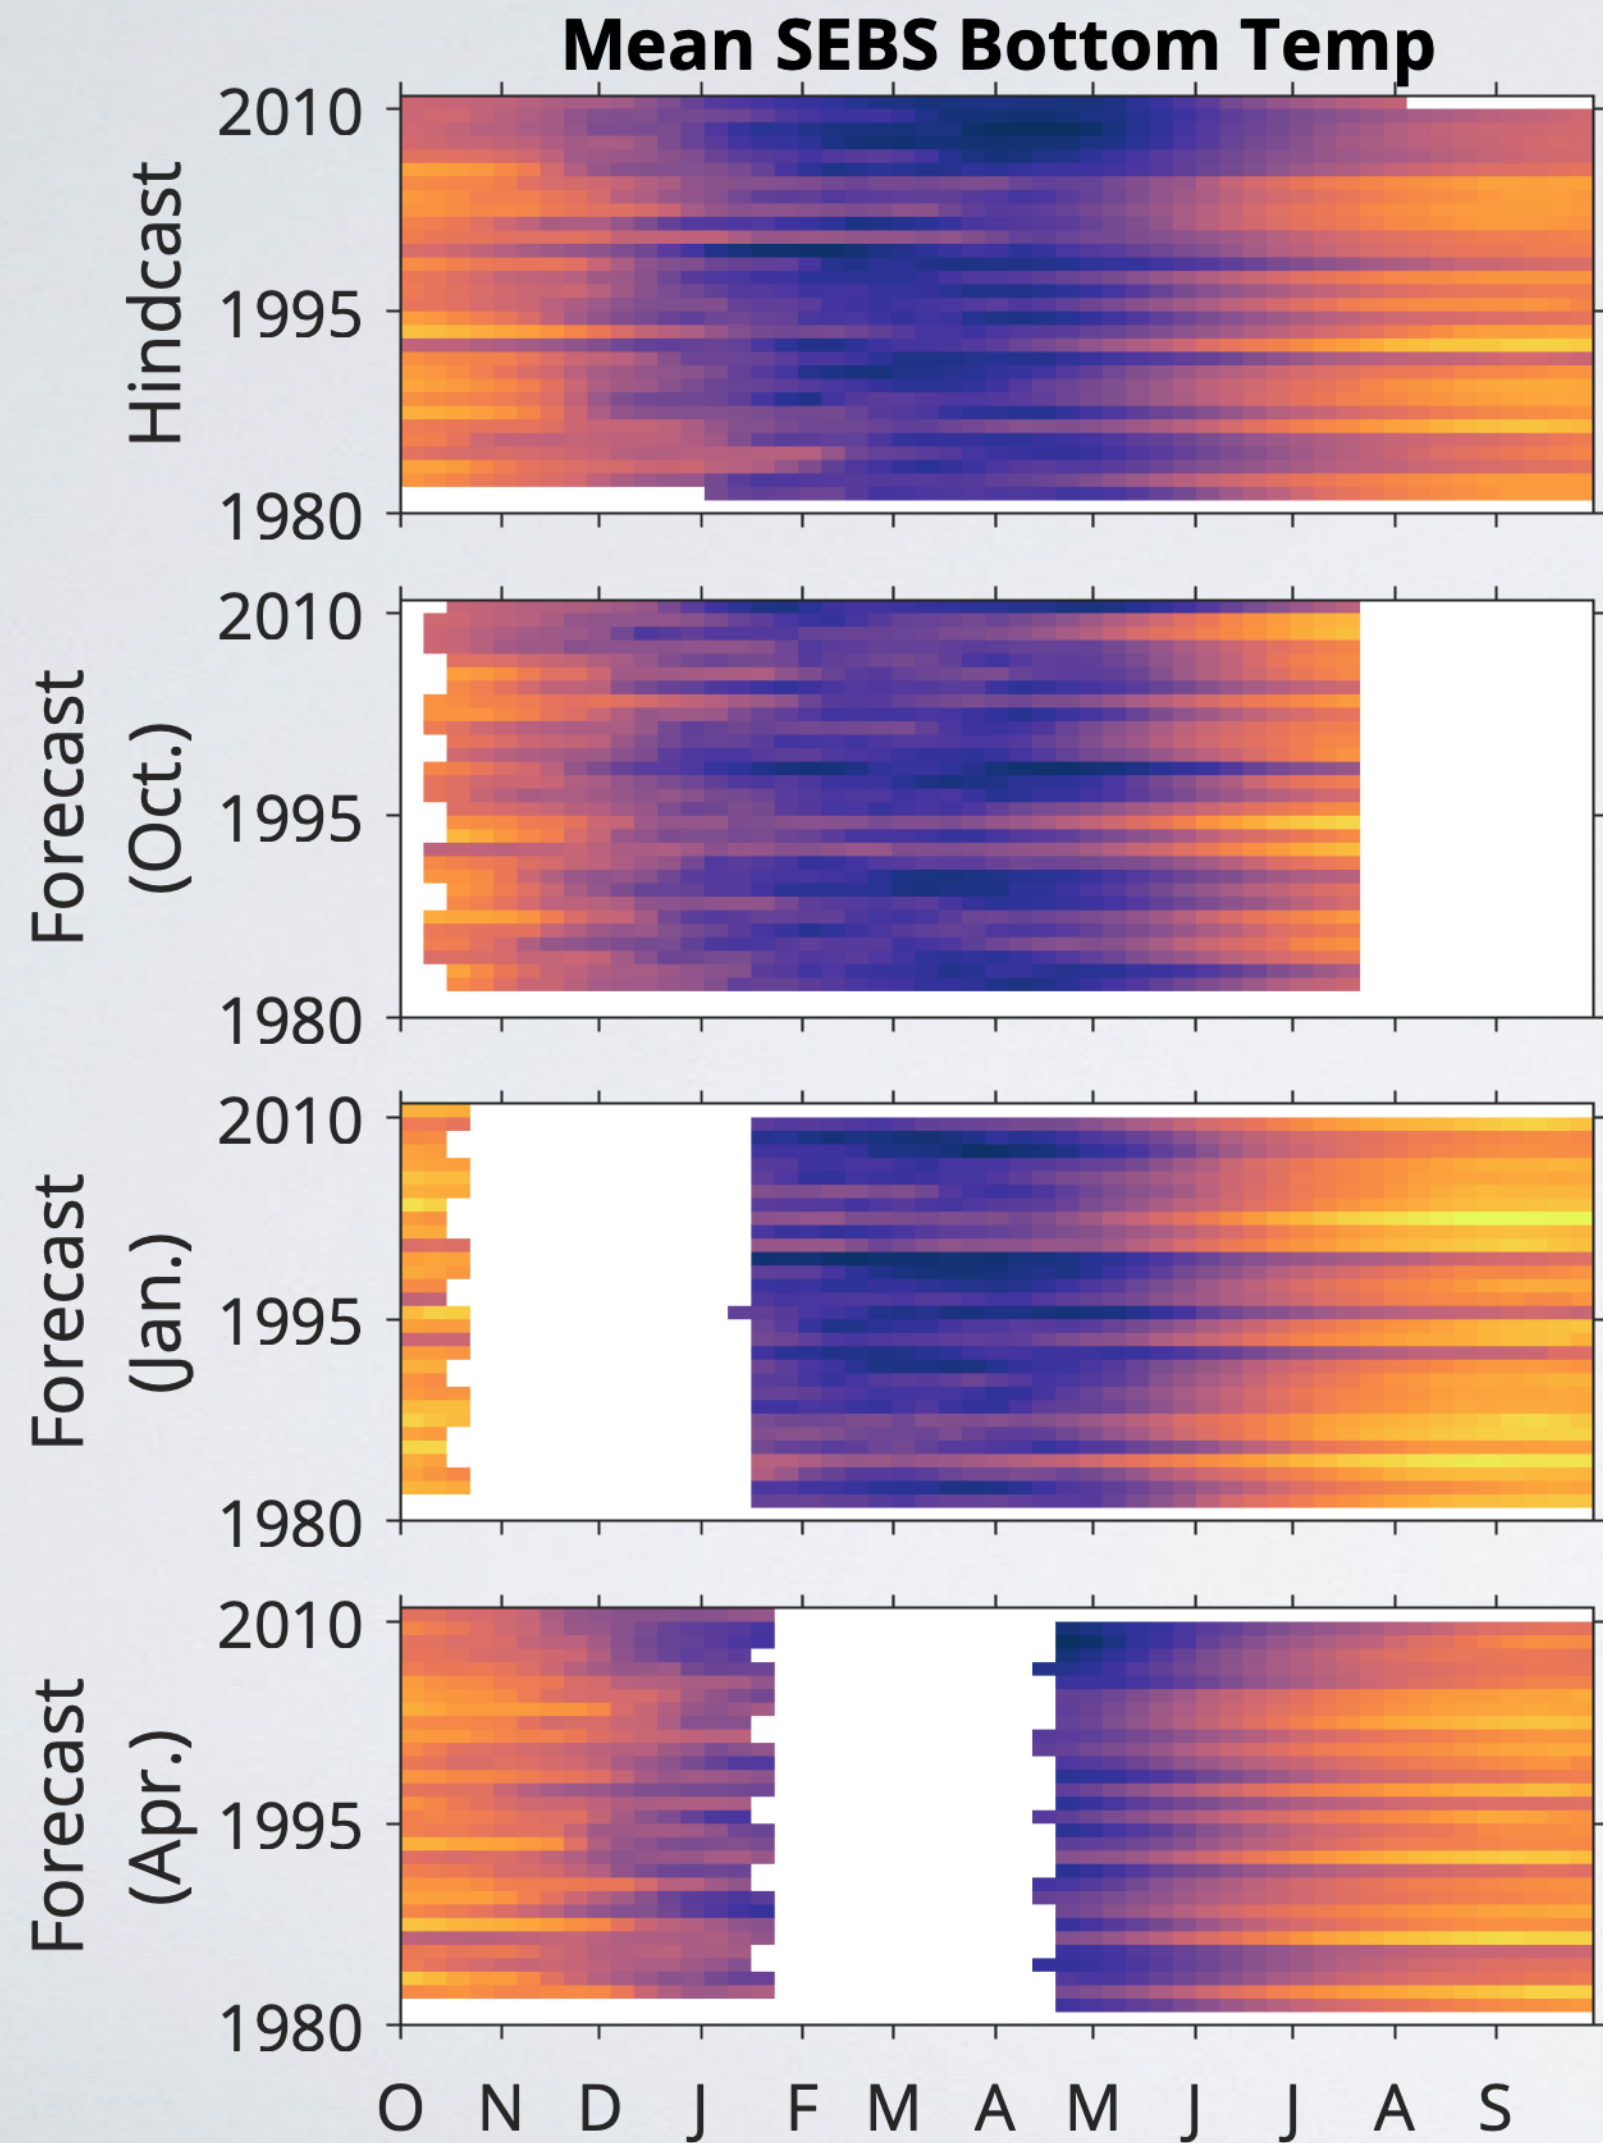 Mean SEBS Bottom Temp
Hindcast
2010
1995
1980
Forecast
(Oct.)
2010
1995
1980
Forecast
(Jan.)
2010
1995
1980
Forecast
(Apr.)
2010
1995
1980
O N D J F M A M J J A S